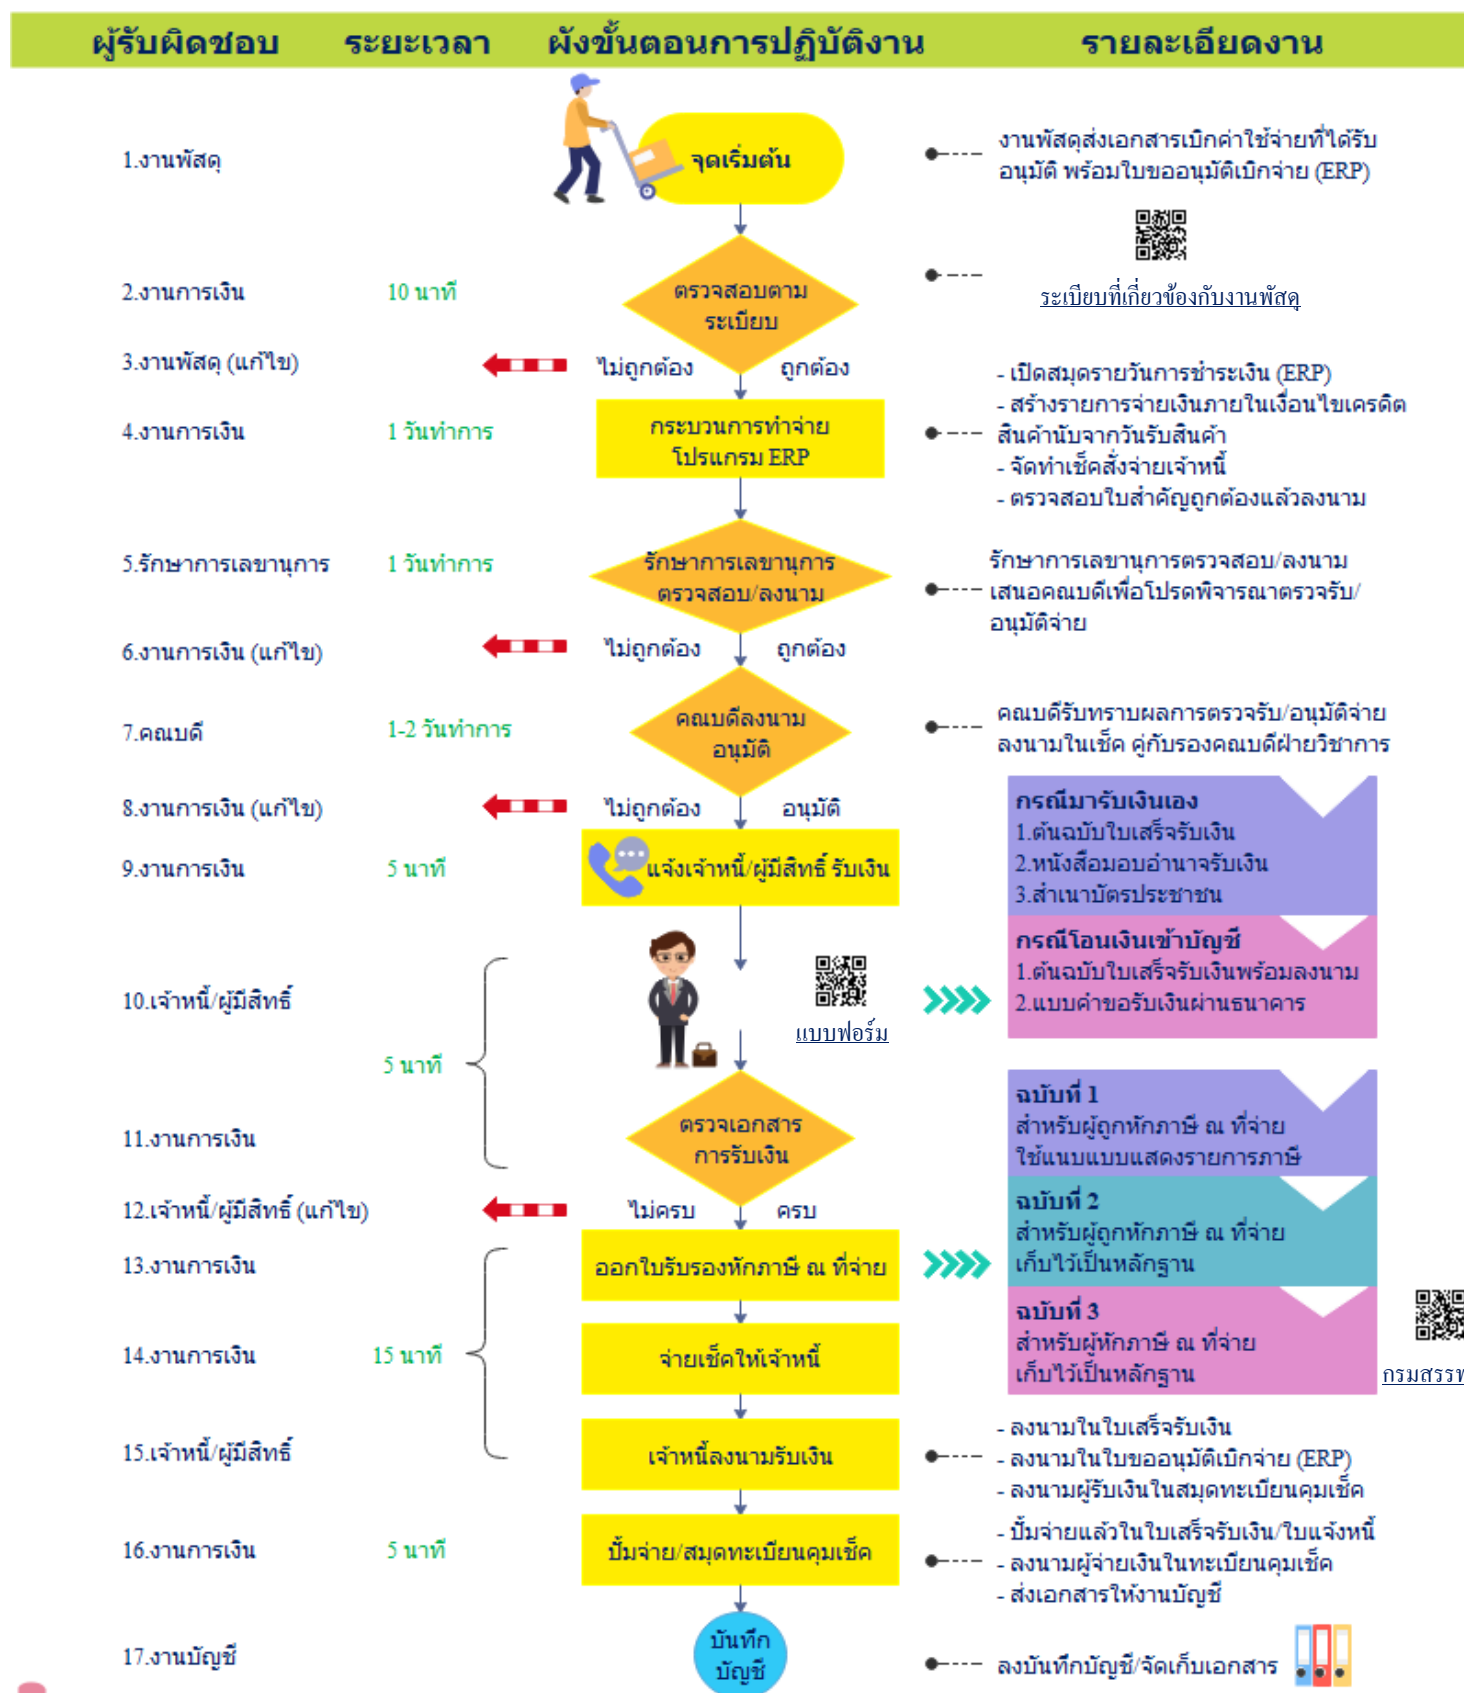 ผู้รับผิดชอบ ระยะเวลา ผังขั้นตอนการปฏิบัติงาน รายละเอียดงาน
1.งานพัสดุ
จุดเริ่มต้น
งานพัสดุส่งเอกสารเบิกค่าใช้จ่ายที่ได้รับ
อนุมัติ พร้อมใบขออนุมัติเบิกจ่าย (ERP)
2.งานการเงิน
10 นาที
ตรวจสอบตาม
ระเบียบ
ระเบียบที่เกี่ยวข้องกับงานพัสดุ
3.งานพัสดุ (แก้ไข)
ไม่ถูกต้อง
ถูกต้อง
4.งานการเงิน
1 วันทำการ
กระบวนการทำจ่าย
โปรแกรม ERP
- เปิดสมุดรายวันการชำระเงิน (ERP)
- สร้างรายการจ่ายเงินภายในเงื่อนไขเครดิต
สินค้านับจากวันรับสินค้า
- จัดทำเช็คสั่งจ่ายเจ้าหนี้
- ตรวจสอบใบสำคัญถูกต้องแล้วลงนาม
5.รักษาการเลขานุการ
1 วันทำการ
รักษาการเลขานุการ
ตรวจสอบ/ลงนาม
รักษาการเลขานุการตรวจสอบ/ลงนาม
เสนอคณบดีเพื่อโปรดพิจารณาตรวจรับ/
อนุมัติจ่าย
6.งานการเงิน (แก้ไข)
ไม่ถูกต้อง
ถูกต้อง
7.คณบดี
1-2 วันทำการ
คณบดีลงนาม
อนุมัติ
คณบดีรับทราบผลการตรวจรับ/อนุมัติจ่าย
ลงนามในเช็ค คู่กับรองคณบดีฝ่ายวิชาการ
8.งานการเงิน (แก้ไข)
ไม่ถูกต้อง
อนุมัติ
9.งานการเงิน
5 นาที
แจ้งเจ้าหนี้/ผู้มีสิทธิ์ รับเงิน
กรณีมารับเงินเอง
1.ต้นฉบับใบเสร็จรับเงิน
2.หนังสือมอบอำนาจรับเงิน
3.สำเนาบัตรประชาชน
กรณีโอนเงินเข้าบัญชี
1.ต้นฉบับใบเสร็จรับเงินพร้อมลงนาม
2.แบบคำขอรับเงินผ่านธนาคาร
10.เจ้าหนี้/ผู้มีสิทธิ์
แบบฟอร์ม
5 นาที
11.งานการเงิน
ตรวจเอกสาร
การรับเงิน
ฉบับที่ 1
สำหรับผู้ถูกหักภาษี ณ ที่จ่าย
ใช้แนบแบบแสดงรายการภาษี
12.เจ้าหนี้/ผู้มีสิทธิ์ (แก้ไข)
ไม่ครบ
ครบ
ฉบับที่ 2
สำหรับผู้ถูกหักภาษี ณ ที่จ่าย
เก็บไว้เป็นหลักฐาน
13.งานการเงิน
ออกใบรับรองหักภาษี ณ ที่จ่าย
ฉบับที่ 3
สำหรับผู้หักภาษี ณ ที่จ่าย
เก็บไว้เป็นหลักฐาน
14.งานการเงิน
15 นาที
จ่ายเช็คให้เจ้าหนี้
15.เจ้าหนี้/ผู้มีสิทธิ์
เจ้าหนี้ลงนามรับเงิน
- ลงนามในใบเสร็จรับเงิน
- ลงนามในใบขออนุมัติเบิกจ่าย (ERP)
- ลงนามผู้รับเงินในสมุดทะเบียนคุมเช็ค
16.งานการเงิน
5 นาที
ปั๊มจ่าย/สมุดทะเบียนคุมเช็ค
- ปั๊มจ่ายแล้วในใบเสร็จรับเงิน/ใบแจ้งหนี้
- ลงนามผู้จ่ายเงินในทะเบียนคุมเช็ค
- ส่งเอกสารให้งานบัญชี
17.งานบัญชี
บันทึก
บัญชี
ลงบันทึกบัญชี/จัดเก็บเอกสาร